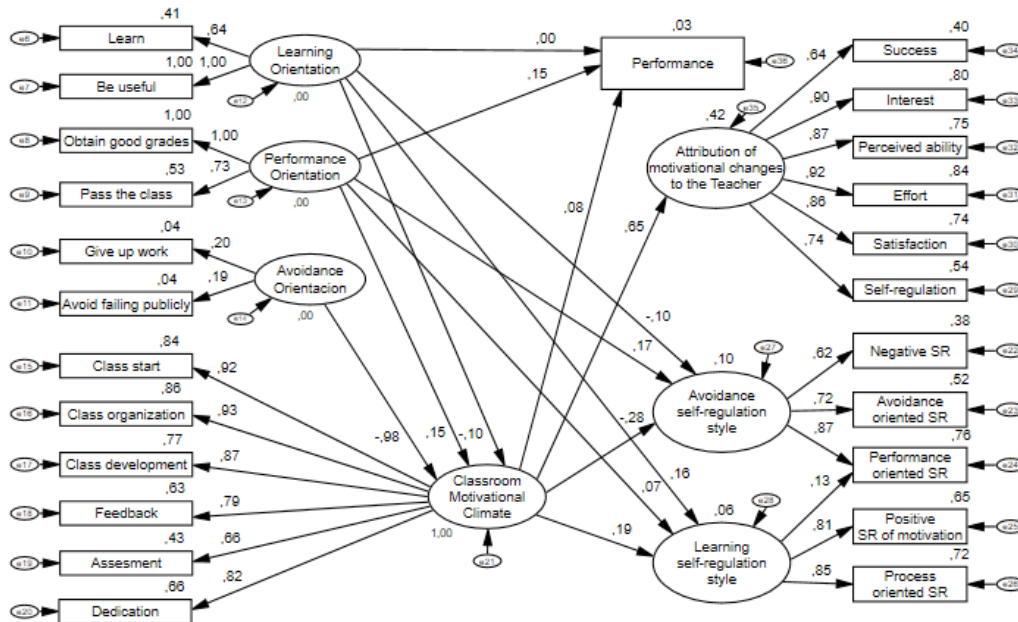 ,41
e6
Learn
,64
1,00
1,00
e7
Be useful
Learning
Orientation
e12
,00
1,00
e8
Obtain good grades
1,00
,53
,73
e9
Pass the class
Performance
Orientation
e13
,00
,04
e10
Give up work
,20
,04
,19
e11
Avoid failing publicly
Avoidance
Orientacion
e14
,00
,84
e15
Class start
,92
,86
e16
Class organization
,93
,77
e17
Class development
,87
,63
e18
Feedback
,79
,43
e19
Assesment
,66
,66
e20
Dedication
,82
-,98
,15
-,10
Classroom
Motivational
Climate
1,00
e21
,00
,15
,03
Performance
e36
,08
,65
-,10
,17
-,28
,16
,07
,19
,42
e35
Attribution of
motivational changes
to the Teacher
,64
,90
,87
,92
,86
,74
,40
Success
e34
,80
Interest
e33
,75
Perceived ability
e32
,84
Effort
e31
,74
Satisfaction
e30
,54
Self-regulation
e29
,10
e27
Avoidance
self-regulation
style
,62
,72
,87
,38
Negative SR
e22
,52
Avoidance
oriented SR
e23
,76
Performance
oriented SR
e24
,06
e28
Learning
self-regulation
style
,13
,81
,85
,65
Positive
SR of motivation
e25
,72
Process
oriented SR
e26